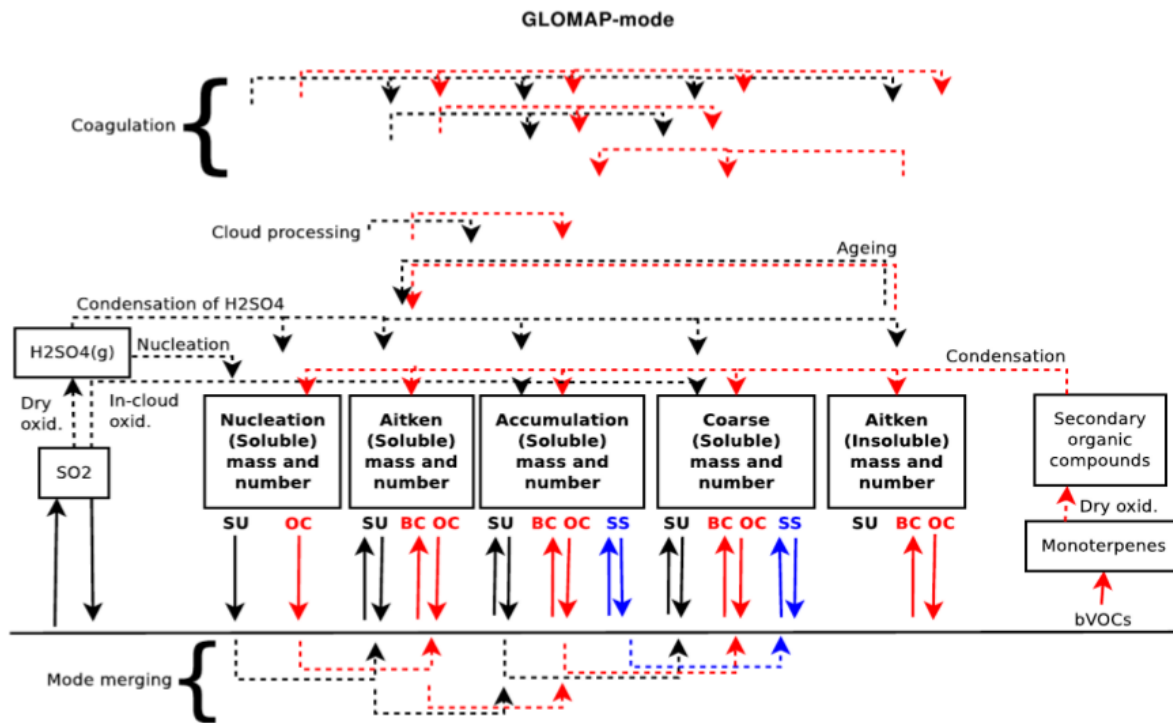 GLOMAP-mode
Coagulation
Cloud processing
Ageing
Condensation of H2SO4
H2SO4(g)
Nucleation
Condensation
Dry
oxid.
In-cloud
oxid.
SO2
Nucleation
(Soluble)
mass and
number
Aitken
(Soluble)
mass and
number
Accumulation
(Soluble)
mass and
number
Coarse
(Soluble)
mass and
number
Aitken
(Insoluble)
mass and
number
Secondary
organic
compounds
Dry oxid.
Monoterpenes
bVOCs
SU OC SU BC OC SU BC OC SS SU BC OC SS SU BC OC
Mode merging